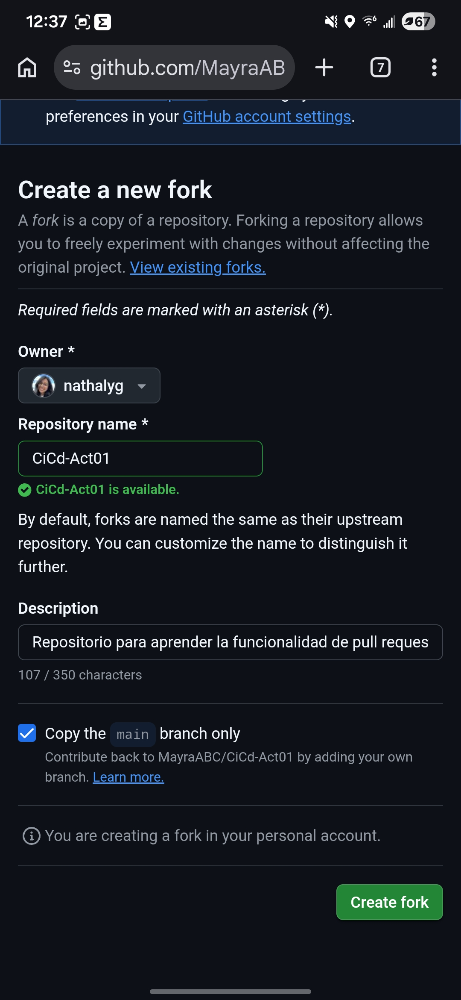 12:37
6
67
github.com/MayraAB
7
preferences in your GitHub account settings.
Create a new fork
A fork is a copy of a repository. Forking a repository allows
you to freely experiment with changes without affecting the
original project. View existing forks.
Required fields are marked with an asterisk (*).
Owner *
nathalyg
Repository name *
CiCd-Act01
CiCd-Act01 is available.
By default, forks are named the same as their upstream
repository. You can customize the name to distinguish it
further.
Description
Repositorio para aprender la funcionalidad de pull reques
107 / 350 characters
Copy the main branch only
Contribute back to MayraABC/CiCd-Act01 by adding your own
branch. Learn more.
You are creating a fork in your personal account.
Create fork